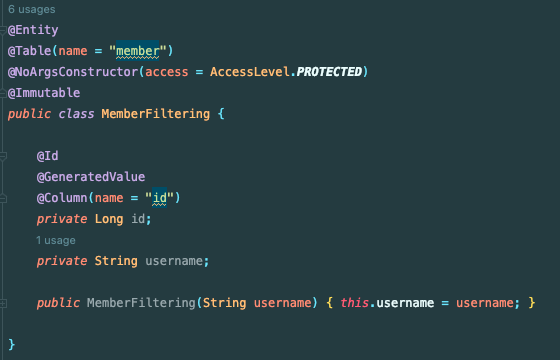 6 usages
@Entity
@Table(name = "member")
@NoArgsConstructor(access = AccessLevel.PROTECTED)
@Immutable
public class MemberFiltering {
@Id
@GeneratedValue
@Column(name = "id")
private Long id;
1 usage
private String username;
public MemberFiltering(String username) { this.username = username; }
}